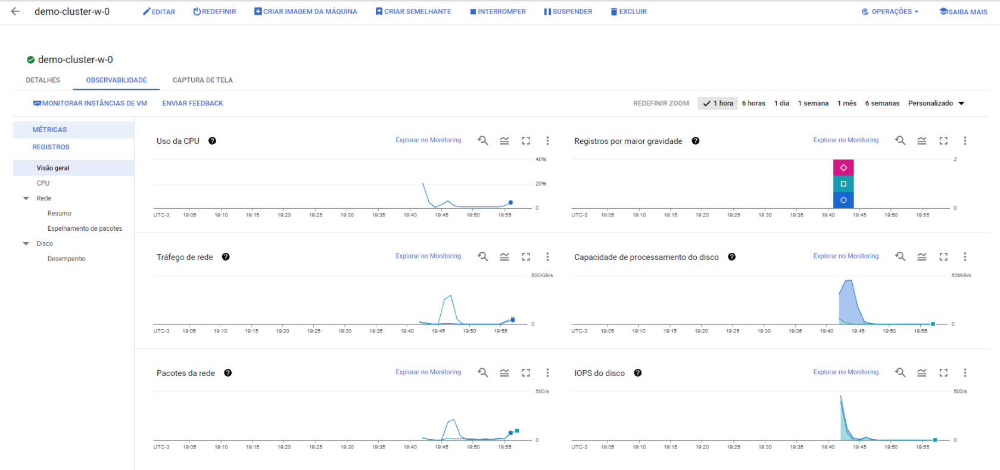 demo-cluster-w-0 EDITAR REDEFINIR CRIAR IMAGEM DA MÁQUINA CRIAR SEMELHANTE INTERROMPER SUSPENDER EXCLUIR OPERAÇÕES SAIBA MAIS
demo-cluster-w-0
DETALHES OBSERVABILIDADE CAPTURA DE TELA
MONITORAR INSTÂNCIAS DE VM ENVIAR FEEDBACK REDEFINIR ZOOM 1 hora 6 horas 1 dia 1 semana 1 mês 6 semanas Personalizado
MÉTRICAS
REGISTROS
Visão geral
CPU
Rede
Resumo
Espelhamento de pacotes
Disco
Desempenho
Uso da CPU Explorar no Monitoring
40%
20%
0
UTC-3 19:05 19:10 19:15 19:20 19:25 19:30 19:35 19:40 19:45 19:50 19:55
Registros por maior gravidade Explorar no Monitoring
2
0
UTC-3 19:05 19:10 19:15 19:20 19:25 19:30 19:35 19:40 19:45 19:50 19:55
Tráfego de rede Explorar no Monitoring
500KiB/s
0
UTC-3 19:05 19:10 19:15 19:20 19:25 19:30 19:35 19:40 19:45 19:50 19:55
Capacidade de processamento do disco Explorar no Monitoring
50MiB/s
0
UTC-3 19:05 19:10 19:15 19:20 19:25 19:30 19:35 19:40 19:45 19:50 19:55
Pacotes da rede Explorar no Monitoring
500/s
0
UTC-3 19:05 19:10 19:15 19:20 19:25 19:30 19:35 19:40 19:45 19:50 19:55
IOPS do disco Explorar no Monitoring
500/s
0
UTC-3 19:05 19:10 19:15 19:20 19:25 19:30 19:35 19:40 19:45 19:50 19:55